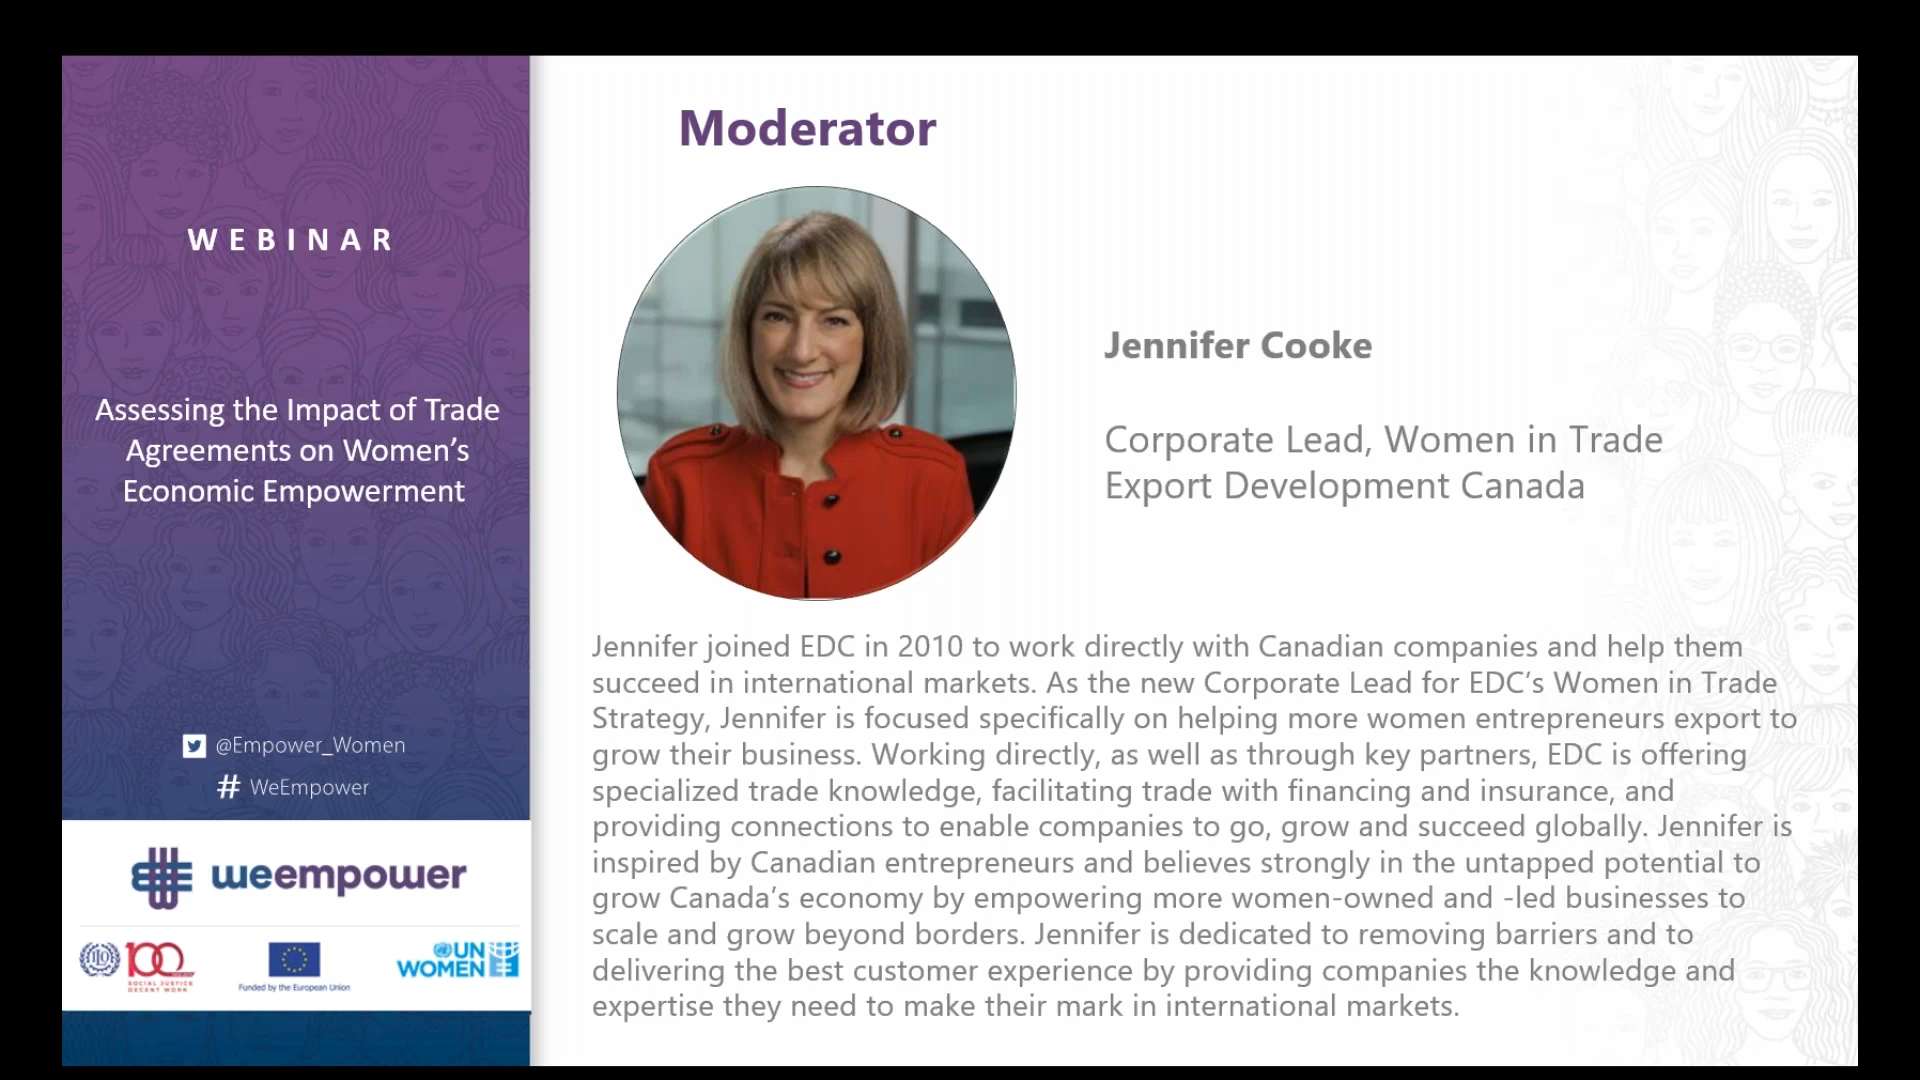 WEBINAR
Assessing the Impact of Trade
Agreements on Women's
Economic Empowerment
@Empower_Women
# WeEmpower
weempower
ILO 100
SOCIAL JUSTICE
DECENT WORK
Funded by the European Union
UN
WOMEN
Moderator
Jennifer Cooke
Corporate Lead, Women in Trade
Export Development Canada
Jennifer joined EDC in 2010 to work directly with Canadian companies and help them
succeed in international markets. As the new Corporate Lead for EDC's Women in Trade
Strategy, Jennifer is focused specifically on helping more women entrepreneurs export to
grow their business. Working directly, as well as through key partners, EDC is offering
specialized trade knowledge, facilitating trade with financing and insurance, and
providing connections to enable companies to go, grow and succeed globally. Jennifer is
inspired by Canadian entrepreneurs and believes strongly in the untapped potential to
grow Canada's economy by empowering more women-owned and -led businesses to
scale and grow beyond borders. Jennifer is dedicated to removing barriers and to
delivering the best customer experience by providing companies the knowledge and
expertise they need to make their mark in international markets.